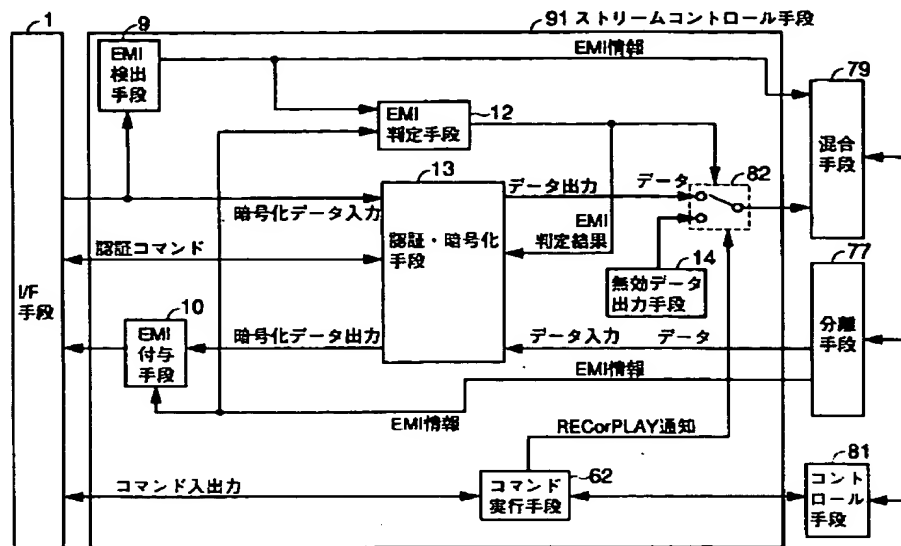 1
91 ストリームコントロール手段
9
EMI
検出
手段
EMI情報
79
混合
手段
EMI
判定手段
12
13
データ出力
データ
82
暗号化データ入力
認証・暗号化
手段
EMI
判定結果
認証コマンド
14
無効データ
出力手段
77
分離
手段
I/F
手段
10
EMI
付与
手段
暗号化データ出力
データ入力
データ
EMI情報
EMI情報
RECorPLAY通知
81
コント
ロール
手段
コマンド入出力
62
コマンド
実行手段